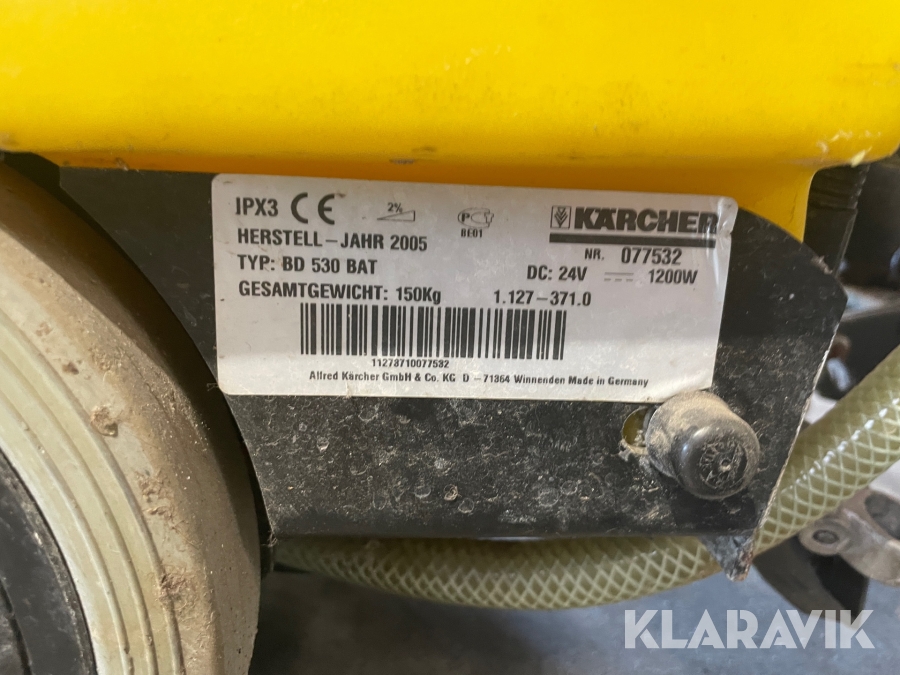 IPX3 CE 2% P BE01 KÄRCHER
HERSTELL-JAHR 2005 NR. 077532
TYP: BD 530 BAT DC: 24V 1200W
GESAMTGEWICHT: 150Kg 1.127-371.0
11273710077532
Alfred Kärcher GmbH & Co. KG D - 71364 Winnenden Made in Germany
KLARAVIK